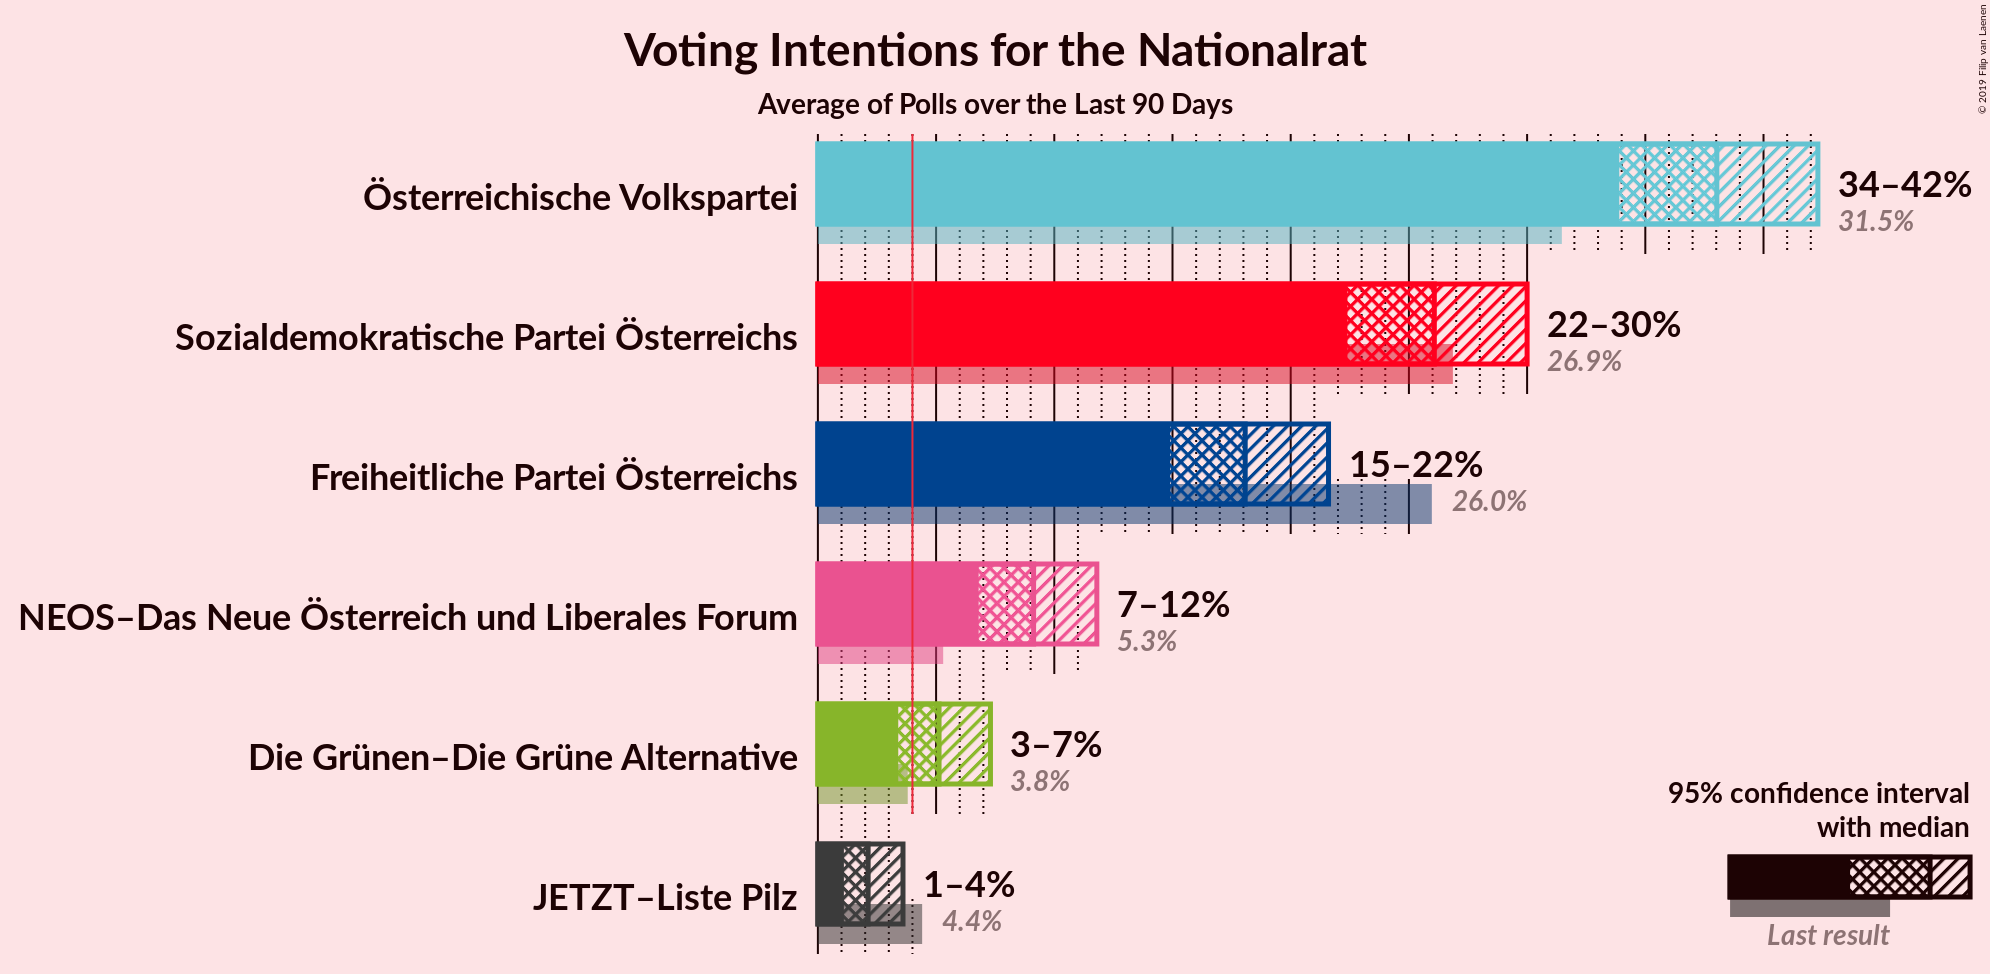 Voting Intentions for the Nationalrat
Average of Polls over the Last 90 Days
© 2019 Filip van Laenen
Österreichische Volkspartei
34–42%
31.5%
Sozialdemokratische Partei Österreichs
22–30%
26.9%
Freiheitliche Partei Österreichs
15–22%
26.0%
NEOS–Das Neue Österreich und Liberales Forum
7–12%
5.3%
Die Grünen–Die Grüne Alternative
3–7%
3.8%
JETZT–Liste Pilz
1–4%
4.4%
95% confidence interval
with median
Last result